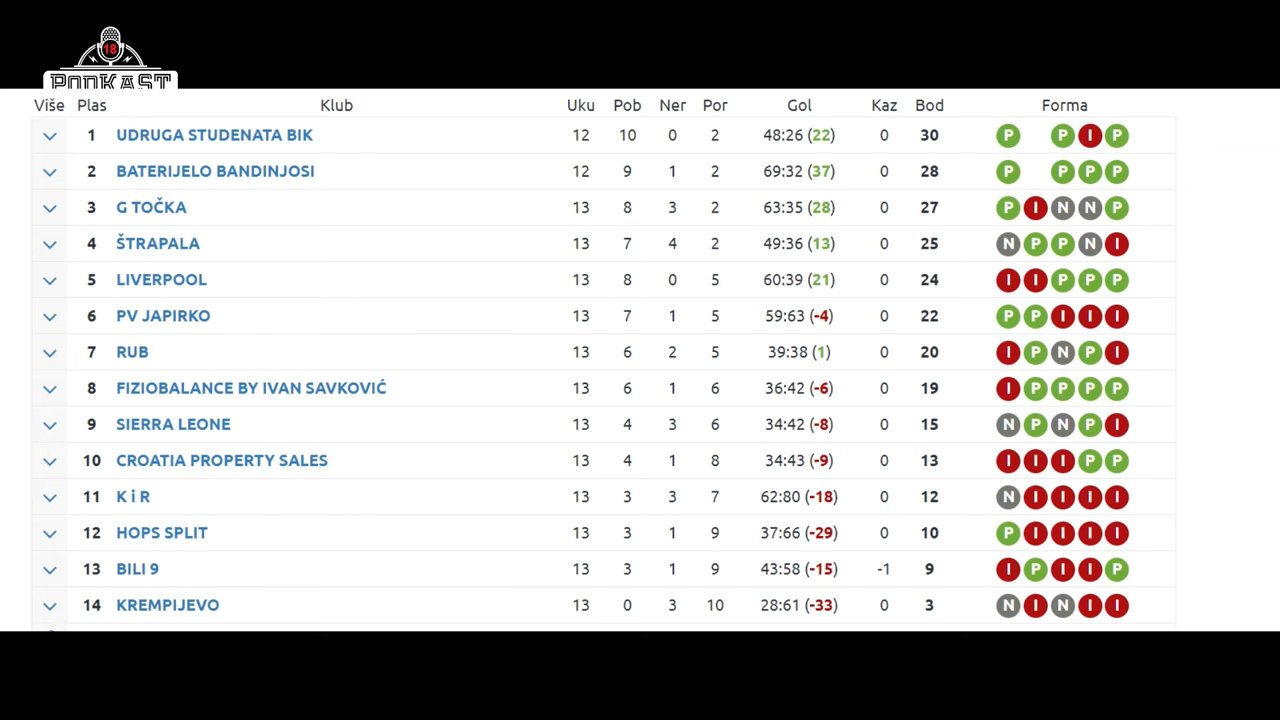 18
PODKAST
Više Plas Klub Uku Pob Ner Por Gol Kaz Bod Forma
1 UDRUGA STUDENATA BIK 12 10 0 2 48:26 (22) 0 30 P P I P
2 BATERIJELO BANDINJOSI 12 9 1 2 69:32 (37) 0 28 P P P P
3 G TOČKA 13 8 3 2 63:35 (28) 0 27 P I N N P
4 ŠTRAPALA 13 7 4 2 49:36 (13) 0 25 N P P N I
5 LIVERPOOL 13 8 0 5 60:39 (21) 0 24 I I P P P
6 PV JAPIRKO 13 7 1 5 59:63 (-4) 0 22 P P I I I
7 RUB 13 6 2 5 39:38 (1) 0 20 I P N P I
8 FIZIOBALANCE BY IVAN SAVKOVIĆ 13 6 1 6 36:42 (-6) 0 19 I P P P P
9 SIERRA LEONE 13 4 3 6 34:42 (-8) 0 15 N P N P I
10 CROATIA PROPERTY SALES 13 4 1 8 34:43 (-9) 0 13 I I I P P
11 K i R 13 3 3 7 62:80 (-18) 0 12 N I I I I
12 HOPS SPLIT 13 3 1 9 37:66 (-29) 0 10 P I I I I
13 BILI 9 13 3 1 9 43:58 (-15) -1 9 I P I I P
14 KREMPIJEVO 13 0 3 10 28:61 (-33) 0 3 N I N I I